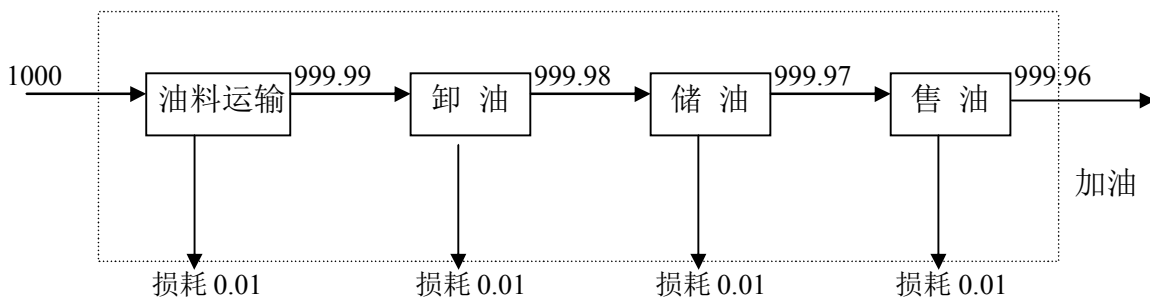 1000
油料运输
999.99
卸 油
999.98
储 油
999.97
售 油
999.96
加油
损耗 0.01
损耗 0.01
损耗 0.01
损耗 0.01